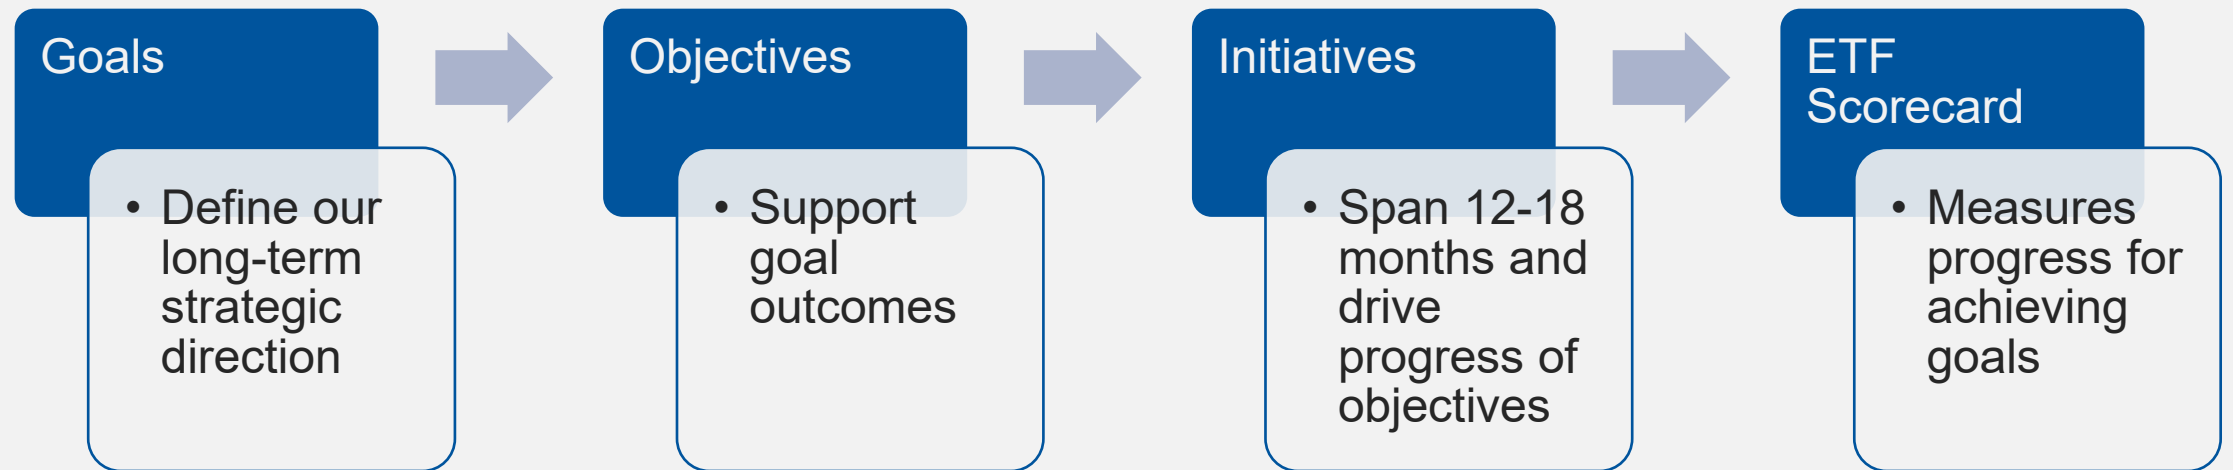 Goals
• Define our
long-term
strategic
direction
Objectives
• Support
goal
outcomes
Initiatives
• Span 12-18
months and
drive
progress of
objectives
ETF
Scorecard
• Measures
progress for
achieving
goals